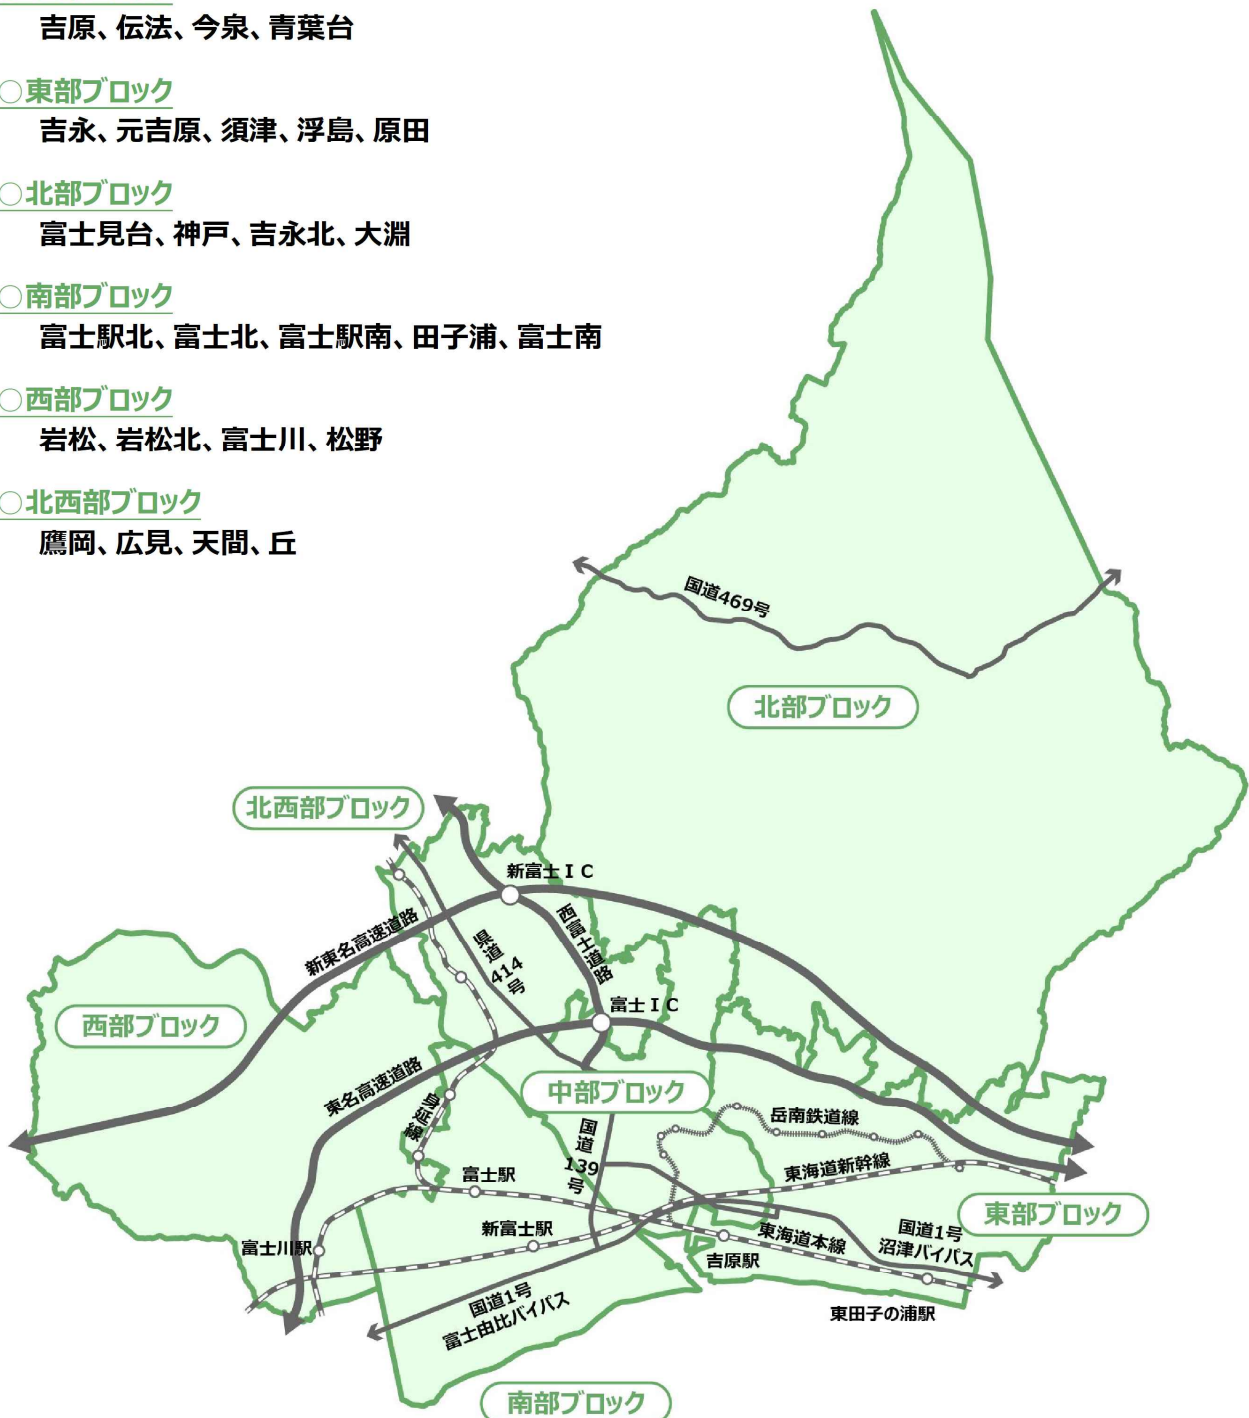 吉原、伝法、今泉、青葉台
○東部ブロック
吉永、元吉原、須津、浮島、原田
○北部ブロック
富士見台、神戸、吉永北、大淵
○南部ブロック
富士駅北、富士北、富士駅南、田子浦、富士南
○西部ブロック
岩松、岩松北、富士川、松野
○北西部ブロック
鷹岡、広見、天間、丘
国道469号
北部ブロック
北西部ブロック
新富士ＩＣ
西富士道路
新東名高速道路
県道414号
富士ＩＣ
西部ブロック
東名高速道路
中部ブロック
身延線
岳南鉄道線
国道139号
東海道新幹線
富士駅
東部ブロック
新富士駅
富士川駅
東海道本線
国道1号
沼津バイパス
吉原駅
国道1号
富士由比バイパス
東田子の浦駅
南部ブロック